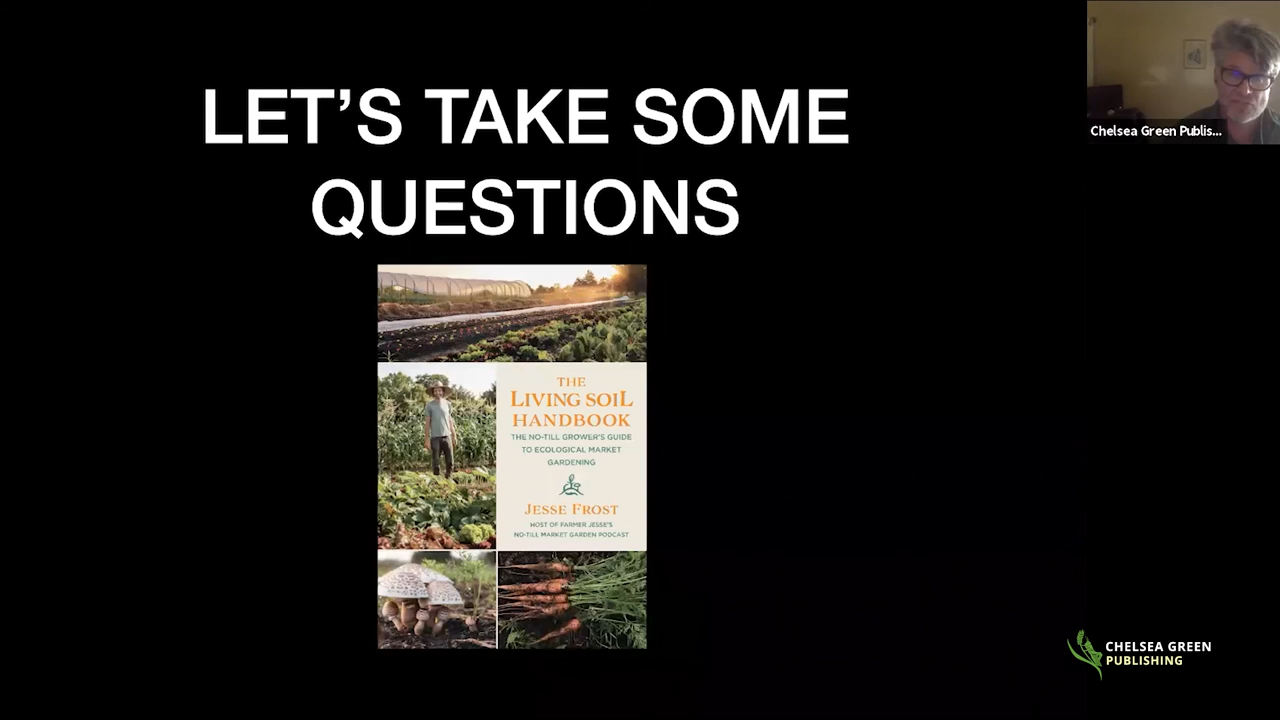 LET'S TAKE SOME
QUESTIONS
Chelsea Green Publis...
THE
LIVING SOIL
HANDBOOK
THE NO-TILL GROWER'S GUIDE
TO ECOLOGICAL MARKET
GARDENING
JESSE FROST
HOST OF FARMER JESSE'S
NO-TILL MARKET GARDEN PODCAST
CHELSEA GREEN
PUBLISHING